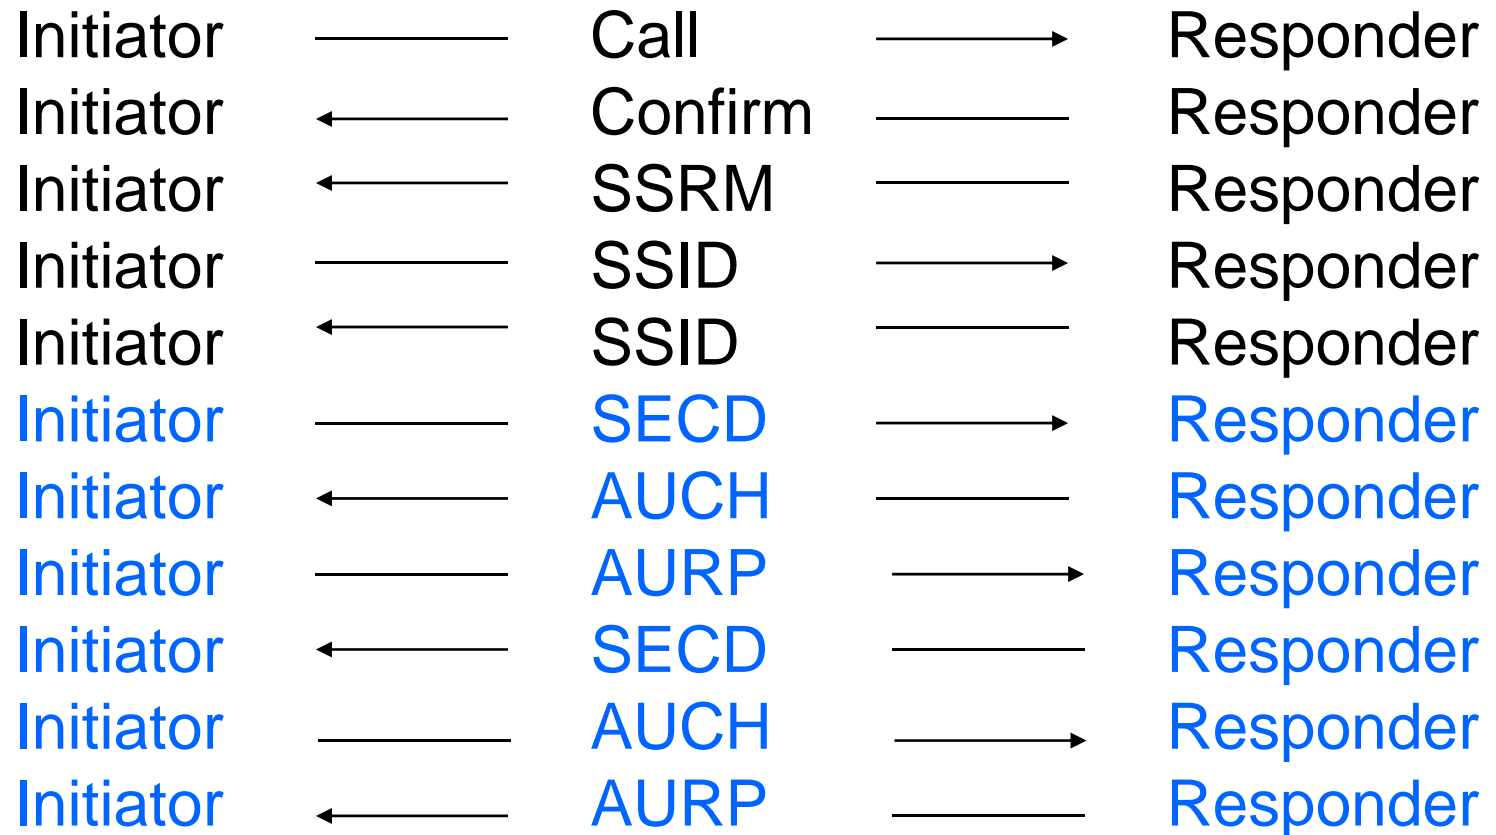 Initiator Call Responder
Initiator Confirm Responder
Initiator SSRM Responder
Initiator SSID Responder
Initiator SSID Responder
Initiator SECD Responder
Initiator AUCH Responder
Initiator AURP Responder
Initiator SECD Responder
Initiator AUCH Responder
Initiator AURP Responder